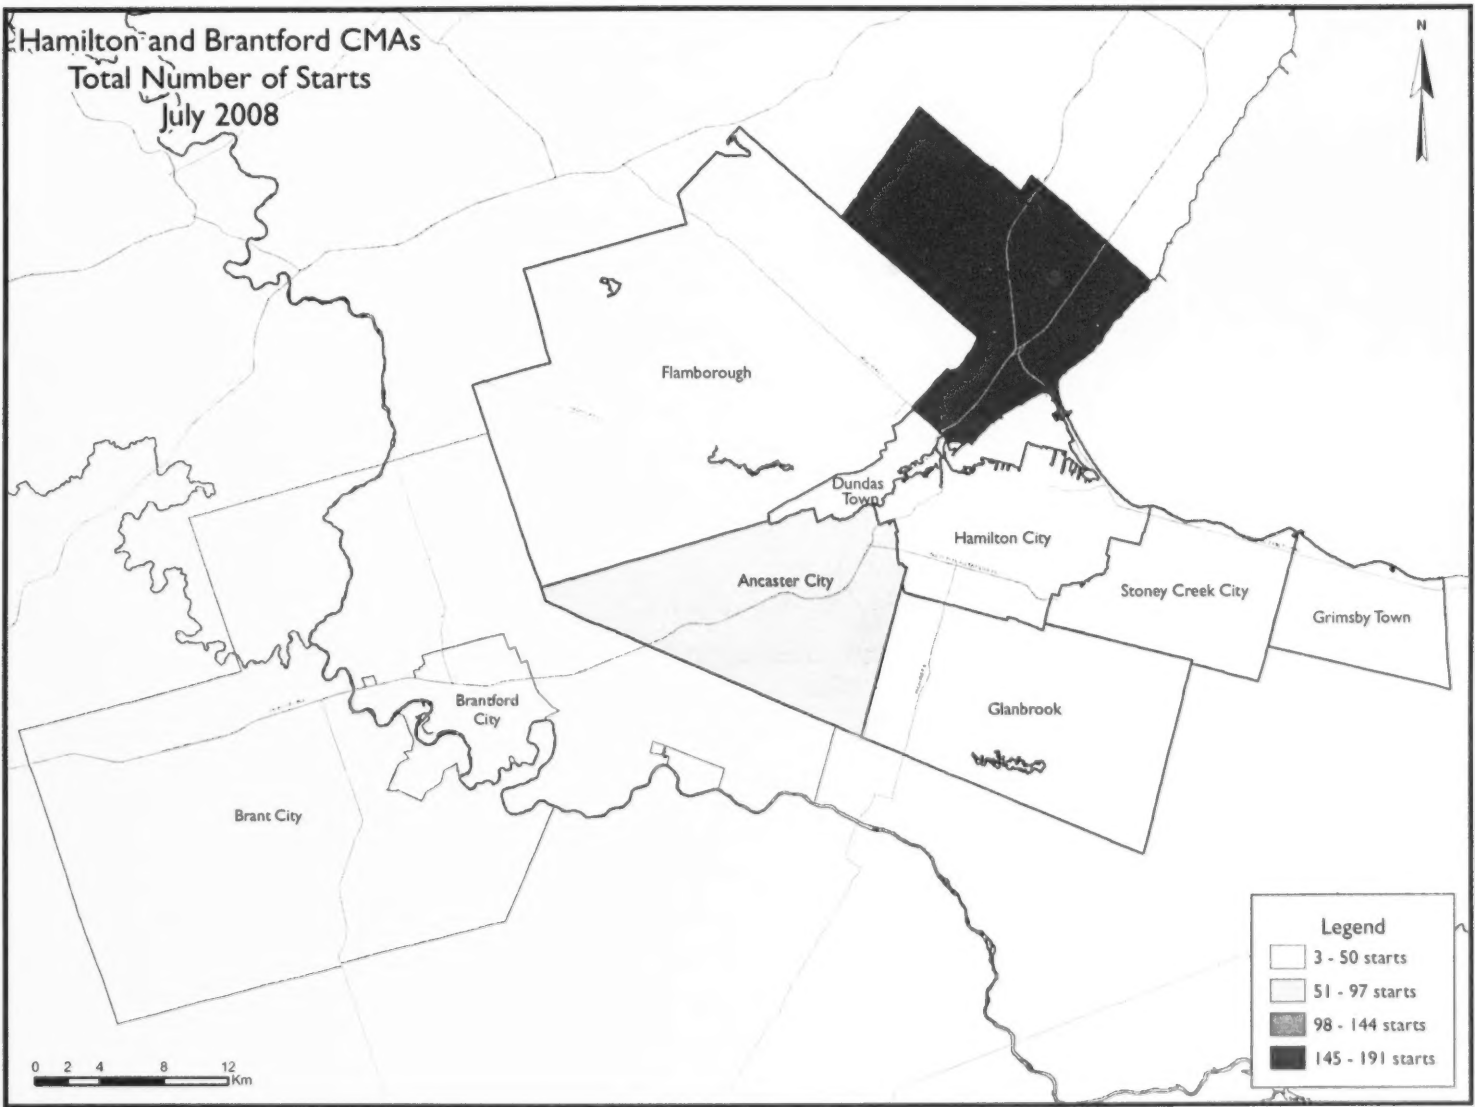 Hamilton and Brantford CMAs
Total Number of Starts
July 2008
N
Flamborough
Dundas
Town
Hamilton City
Ancaster City
Stoney Creek City
Grimsby Town
Brantford
City
Glanbrook
Brant City
Legend
3 - 50 starts
51 - 97 starts
98 - 144 starts
145 - 191 starts
0 2 4 8 12
Km